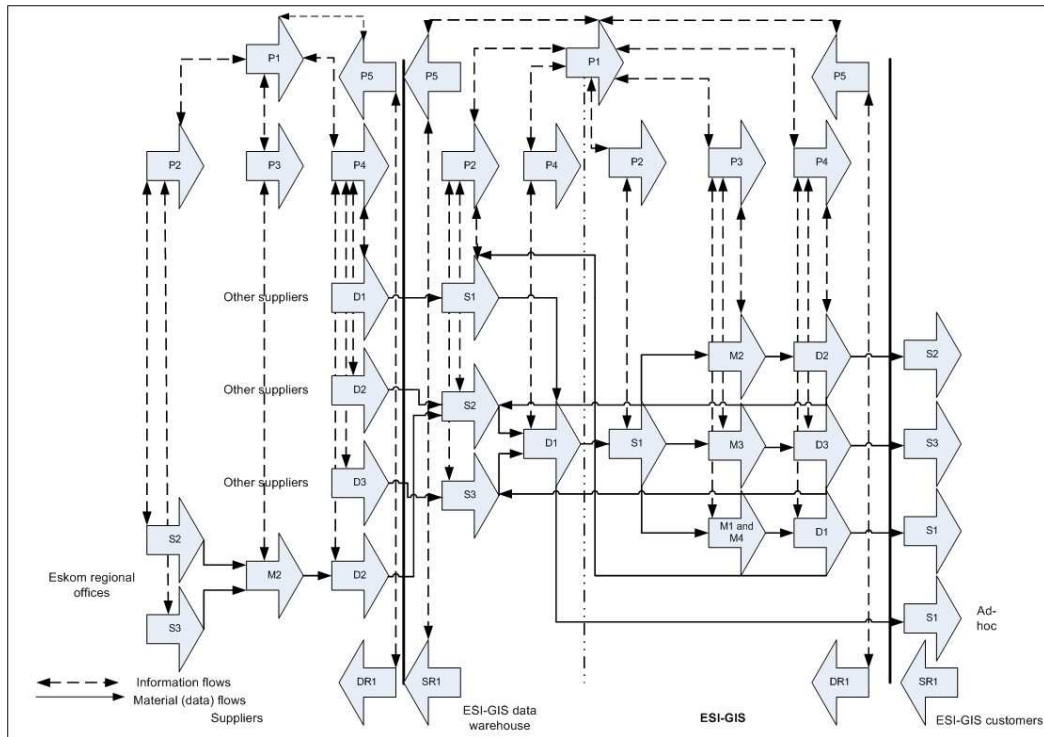 P1
P1
P5
P5
P5
P2
P3
P4
P2
P4
P2
P3
P4
Other suppliers
D1
S1
M2
D2
S2
Other suppliers
D2
S2
D1
S1
M3
D3
S3
Other suppliers
D3
S3
M1 and
M4
D1
S1
S2
Eskom regional
offices
M2
D2
S3
S1
Ad-
hoc
Information flows
DR1
SR1
DR1
SR1
Material (data) flows
Suppliers
ESI-GIS data
warehouse
ESI-GIS
ESI-GIS customers